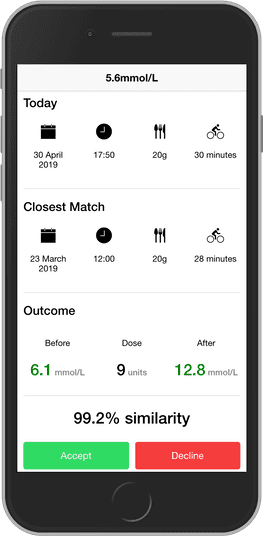 5.6mmol/L
Today
30 April 17:50 20g 30 minutes
2019
Closest Match
23 March 12:00 20g 28 minutes
2019
Outcome
Before Dose After
6.1 mmol/L 9 units 12.8 mmol/L
99.2% similarity
Accept Decline